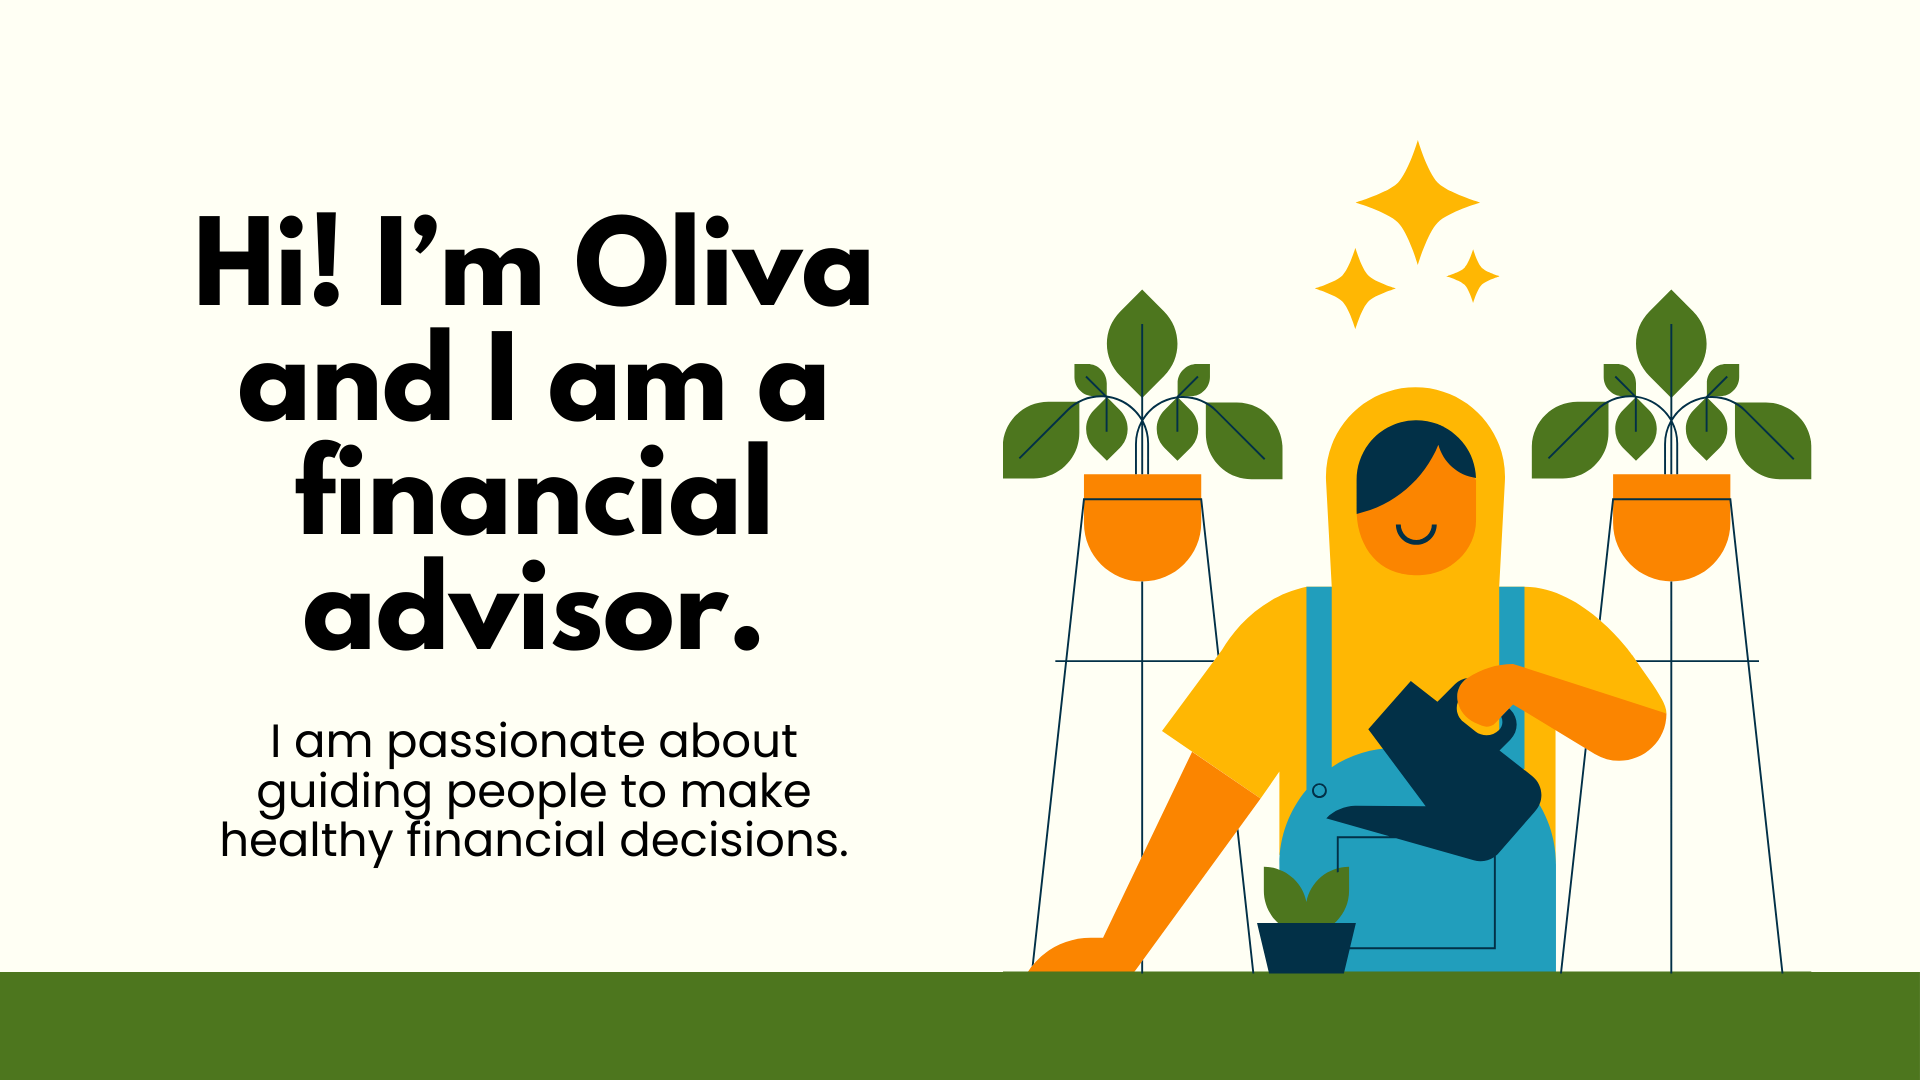 Hi! I’m Oliva
and I am a
financial
advisor.
I am passionate about
guiding people to make
healthy financial decisions.